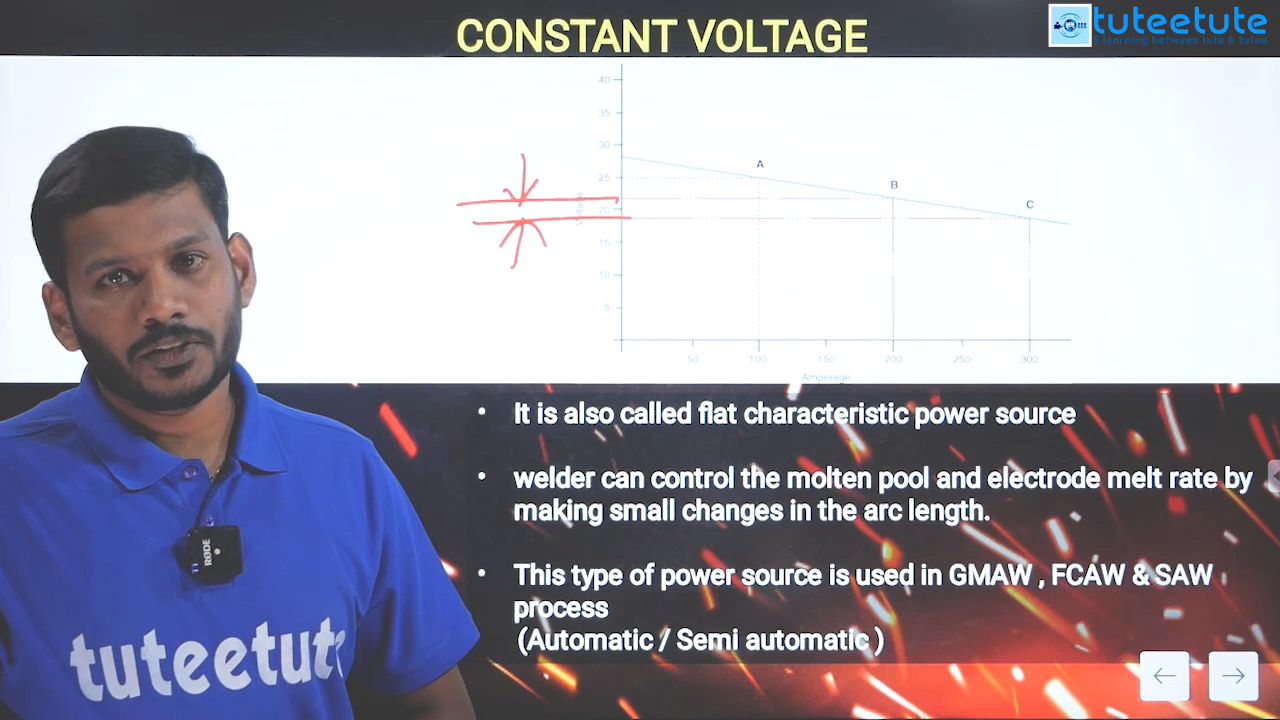 CONSTANT VOLTAGE
tuteetute
E learning between tute & tutee
40
35
30
25
20
15
10
5
Voltage
A
B
C
50 100 150 200 250 300
Amperage
• It is also called flat characteristic power source
• welder can control the molten pool and electrode melt rate by
making small changes in the arc length.
• This type of power source is used in GMAW , FCAW & SAW
process
(Automatic / Semi automatic )
RØDE
tuteetute
← →